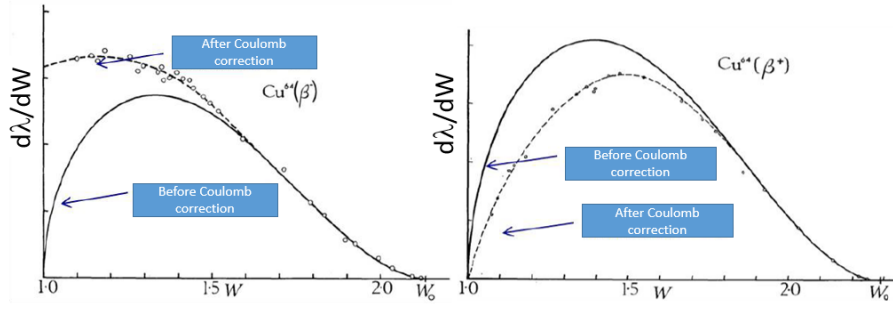 dλ/dW
After Coulomb
correction
Cu⁶⁴(β⁻)
Before Coulomb
correction
1·0
1·5
W
2·0
W₀
dλ/dW
Cu⁶⁴(β⁺)
Before Coulomb
correction
After Coulomb
correction
1·0
1·5
W
2·0
W₀